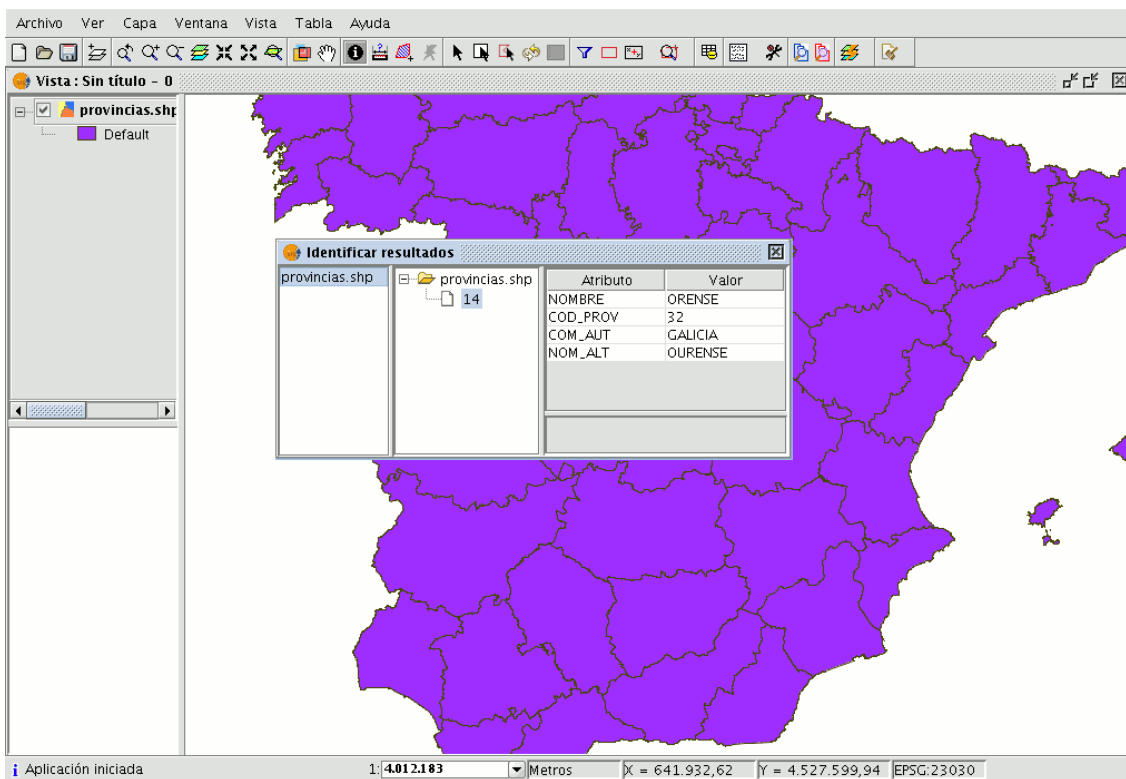 Archivo Ver Capa Ventana Vista Tabla Ayuda
Vista : Sin título - 0
provincias.shp
Default
Identificar resultados
provincias.shp
provincias.shp
14
Atributo Valor
NOMBRE ORENSE
COD_PROV 32
COM_AUT GALICIA
NOM_ALT OURENSE
Aplicación iniciada 1: 4.012.183 Metros X = 641.932,62 Y = 4.527.599,94 EPSG:23030